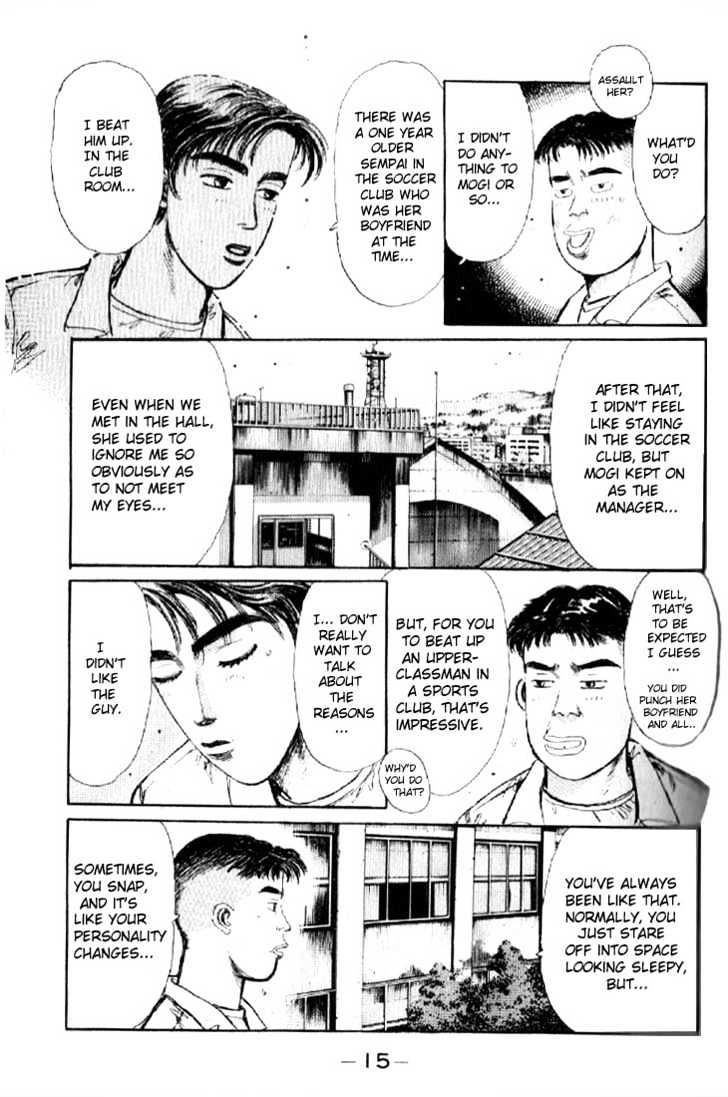 ASSAULT
HER?
WHAT'D
YOU
DO?
I DIDN'T
DO ANY-
THING TO
MOGI OR
SO...
THERE WAS
A ONE YEAR
OLDER
SEMPAI IN
THE SOCCER
CLUB WHO
WAS HER
BOYFRIEND
AT THE
TIME...
I BEAT
HIM UP.
IN THE
CLUB
ROOM...
AFTER THAT,
I DIDN'T FEEL
LIKE STAYING
IN THE SOCCER
CLUB, BUT
MOGI KEPT ON
AS THE
MANAGER...
EVEN WHEN WE
MET IN THE HALL,
SHE USED TO
IGNORE ME SO
OBVIOUSLY AS
TO NOT MEET
MY EYES...
WELL,
THAT'S
TO BE
EXPECTED
I GUESS
...
YOU DID
PUNCH HER
BOYFRIEND
AND ALL..
BUT, FOR YOU
TO BEAT UP
AN UPPER-
CLASSMAN IN
A SPORTS
CLUB, THAT'S
IMPRESSIVE.
WHY'D
YOU DO
THAT?
I... DON'T
REALLY
WANT TO
TALK
ABOUT
THE
REASONS
...
I
DIDN'T
LIKE
THE
GUY.
YOU'VE ALWAYS
BEEN LIKE THAT.
NORMALLY, YOU
JUST STARE
OFF INTO SPACE
LOOKING SLEEPY,
BUT...
SOMETIMES,
YOU SNAP,
AND IT'S
LIKE YOUR
PERSONALITY
CHANGES...
— 15 —